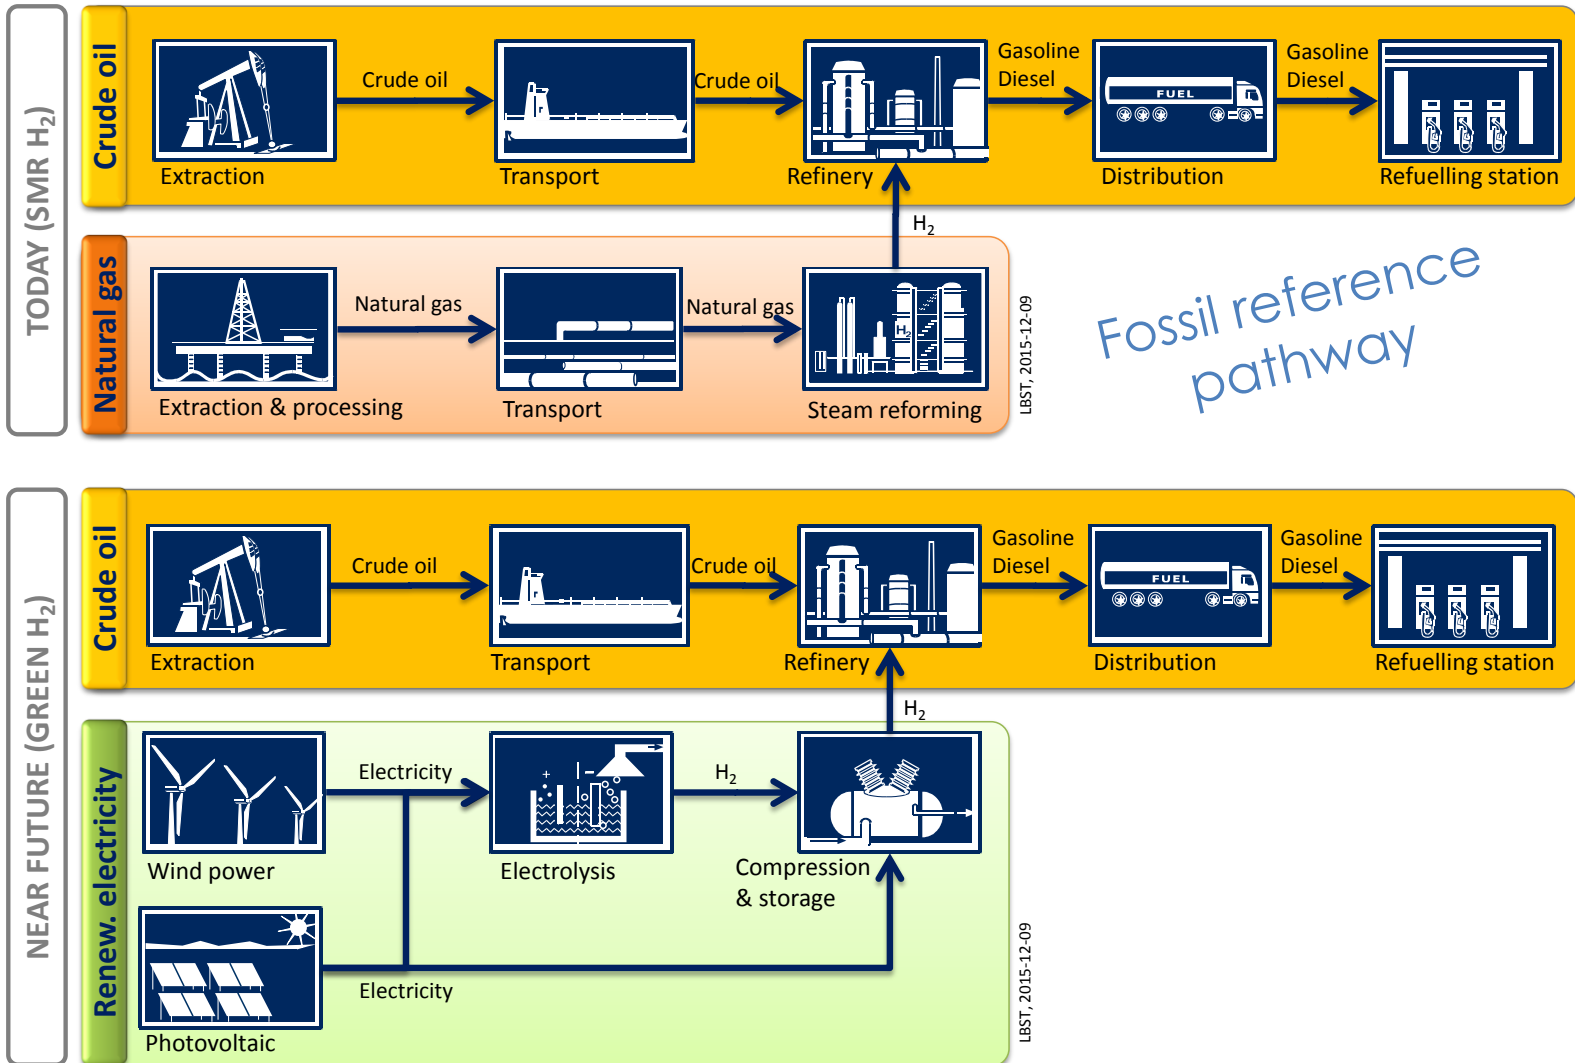 TODAY (SMR H₂)
Crude oil
Crude oil
Crude oil
Gasoline
Diesel
Gasoline
Diesel
FUEL
Extraction
Transport
Refinery
Distribution
Refuelling station
H₂
Natural gas
Natural gas
Natural gas
H₂
Extraction & processing
Transport
Steam reforming
LBST, 2015-12-09
Fossil reference
pathway
NEAR FUTURE (GREEN H₂)
Crude oil
Crude oil
Crude oil
Gasoline
Diesel
Gasoline
Diesel
FUEL
Extraction
Transport
Refinery
Distribution
Refuelling station
H₂
Renew. electricity
Electricity
H₂
+ –
Wind power
Electrolysis
Compression
& storage
Electricity
Photovoltaic
LBST, 2015-12-09